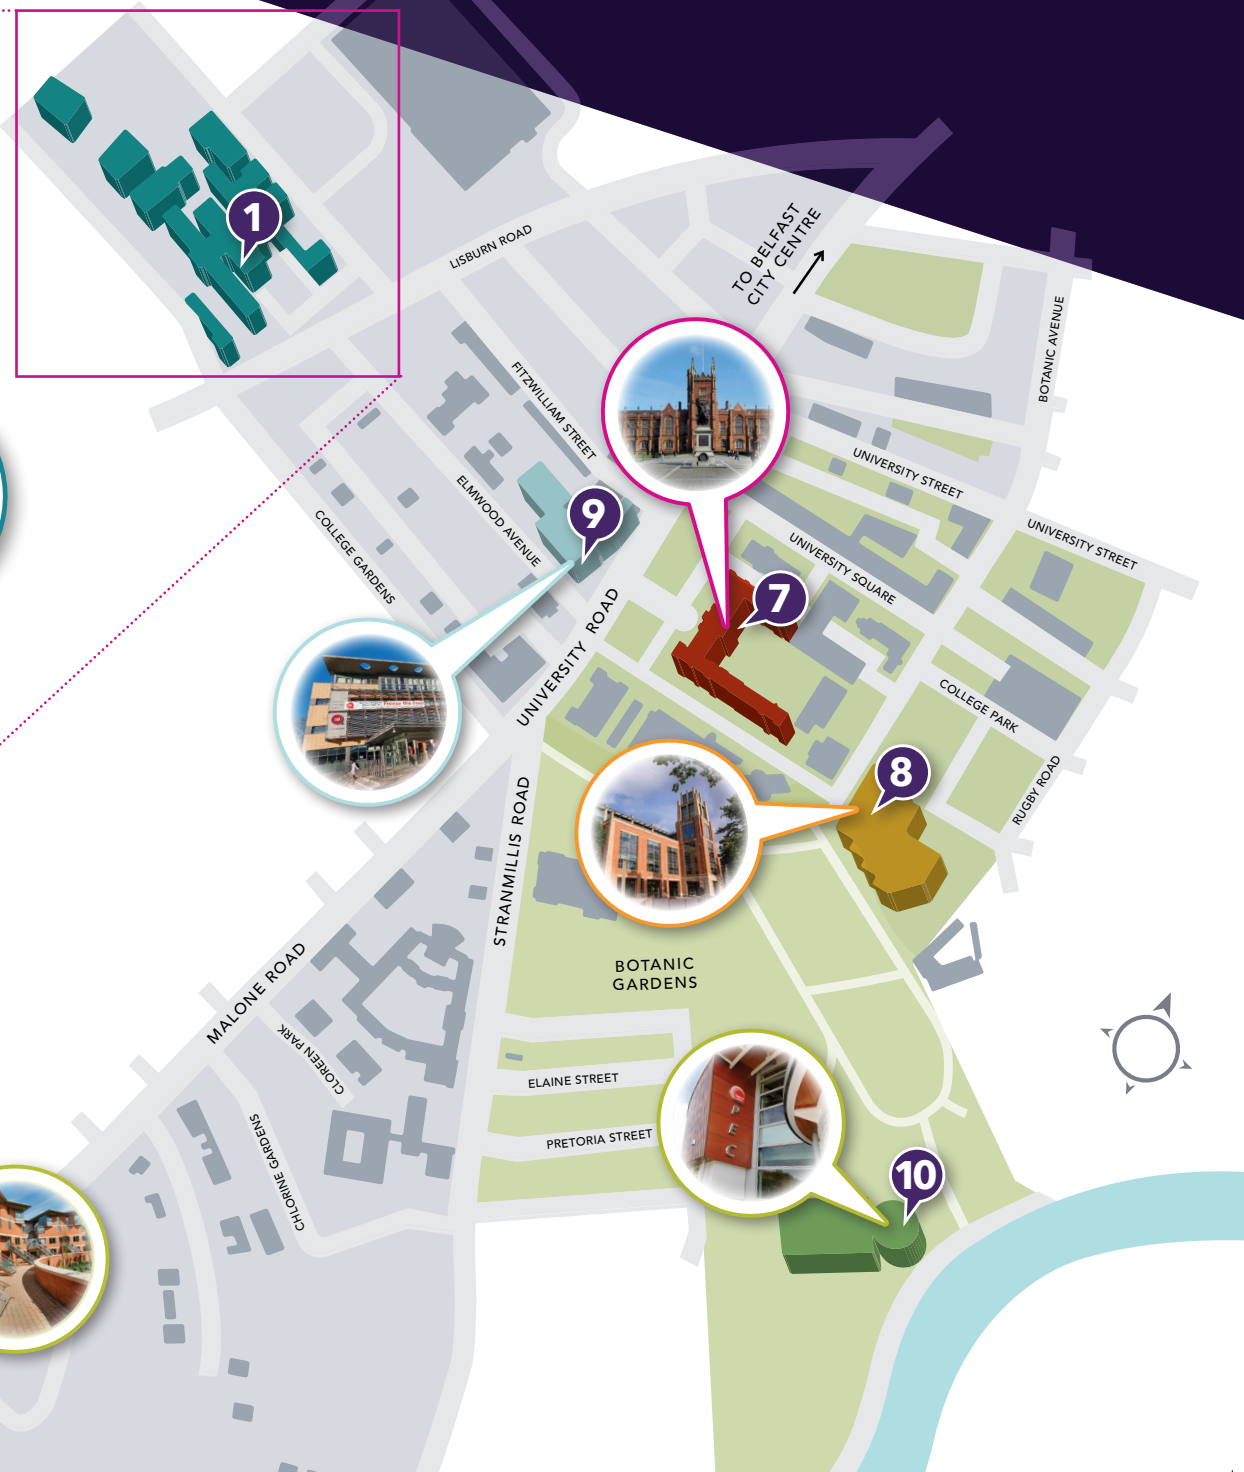 1
LISBURN ROAD
TO BELFAST
CITY CENTRE
BOTANIC AVENUE
FITZWILLIAM STREET
UNIVERSITY STREET
ELMWOOD AVENUE
9
COLLEGE GARDENS
UNIVERSITY STREET
UNIVERSITY SQUARE
7
UNIVERSITY ROAD
COLLEGE PARK
8
RUGBY ROAD
STRANMILLIS ROAD
MALONE ROAD
BOTANIC
GARDENS
CLOREEN PARK
ELAINE STREET
CHLORINE GARDENS
PRETORIA STREET
P
E
C
10